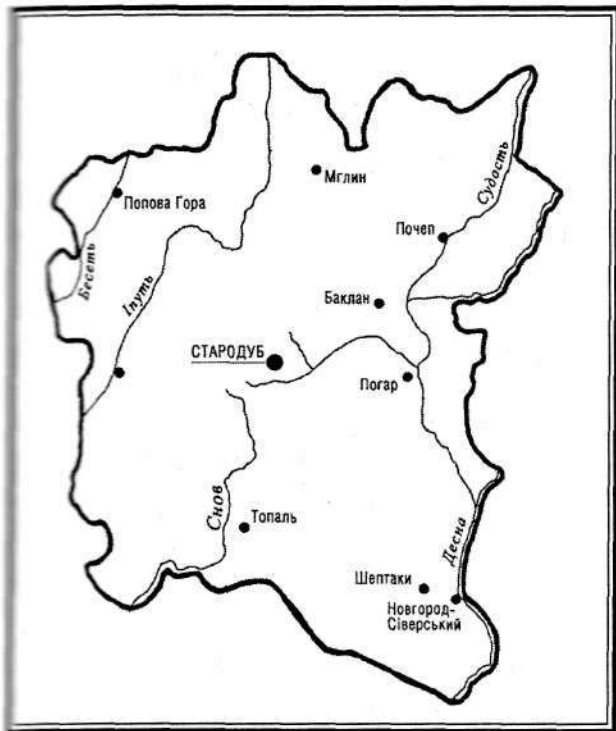 Мглин
Судость
Попова Гора
Почеп
Бесеть
Іпуть
Баклан
СТАРОДУБ
Погар
Снов
Топаль
Десна
Шептаки
Новгород-
Сіверський